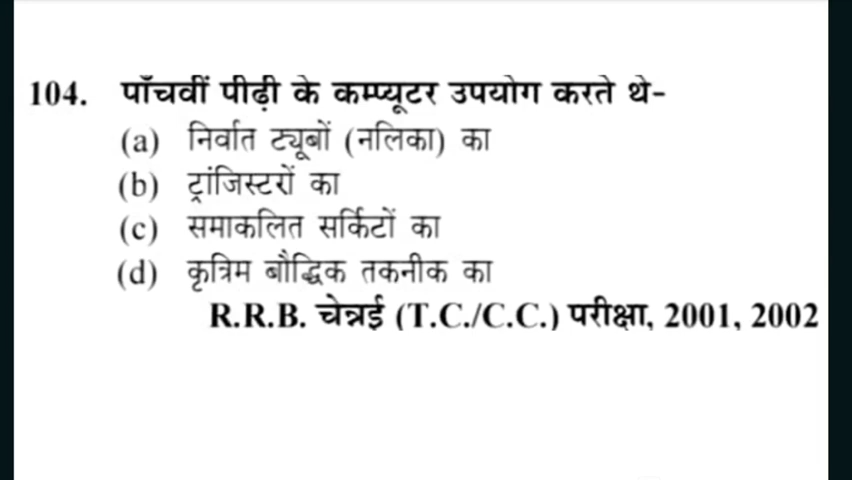 104. पाँचवीं पीढ़ी के कम्प्यूटर उपयोग करते थे-
(a) निर्वात ट्यूबों (नलिका) का
(b) ट्रांजिस्टरों का
(c) समाकलित सर्किटों का
(d) कृत्रिम बौद्धिक तकनीक का
R.R.B. चेन्नई (T.C./C.C.) परीक्षा, 2001, 2002